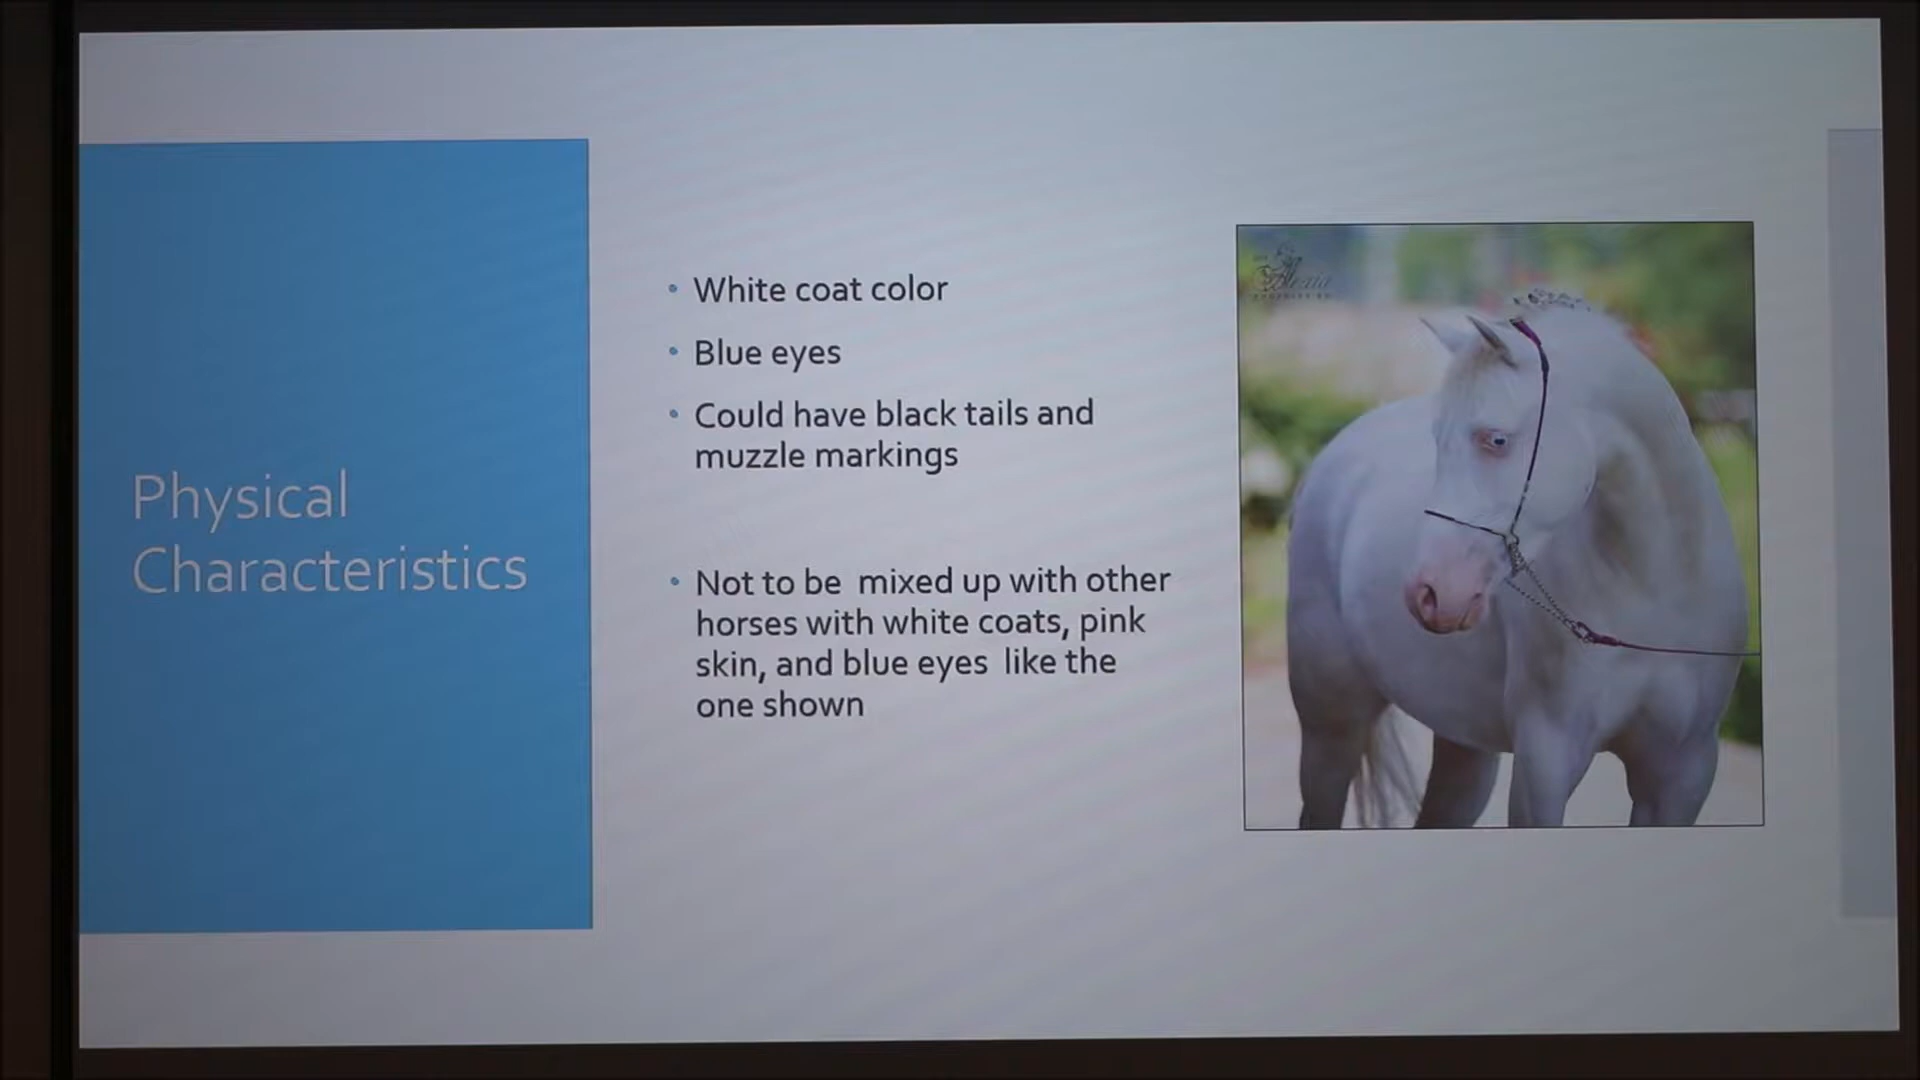 Physical
Characteristics
• White coat color
• Blue eyes
• Could have black tails and
muzzle markings
• Not to be mixed up with other
horses with white coats, pink
skin, and blue eyes like the
one shown